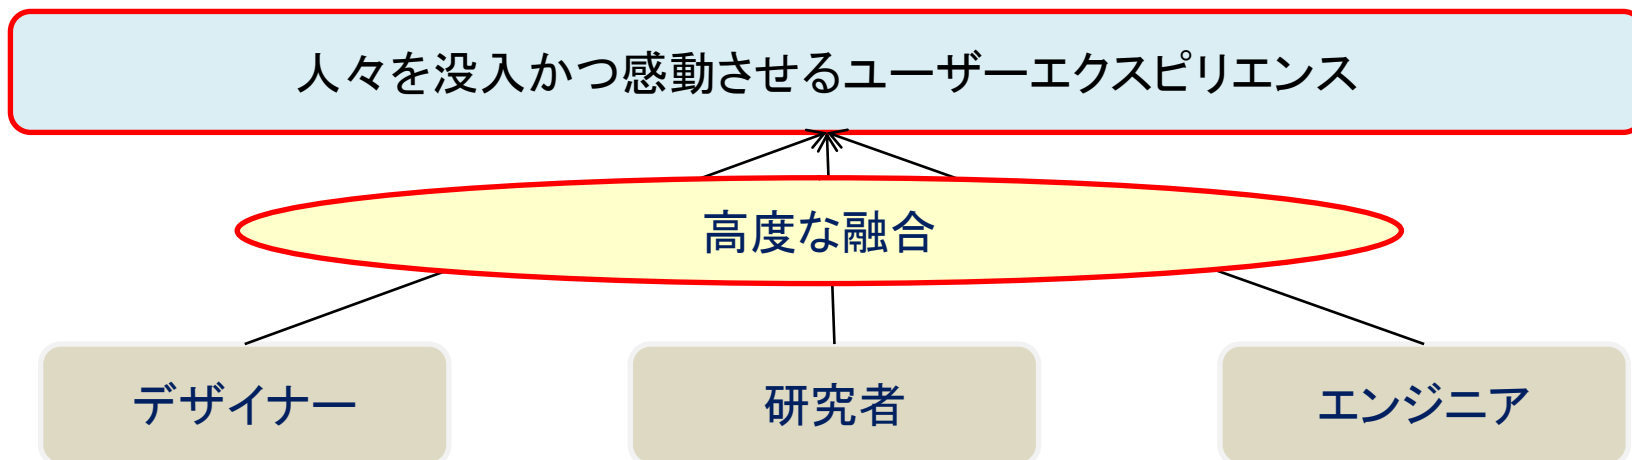 人々を没入かつ感動させるユーザーエクスピリエンス
高度な融合
デザイナー
研究者
エンジニア